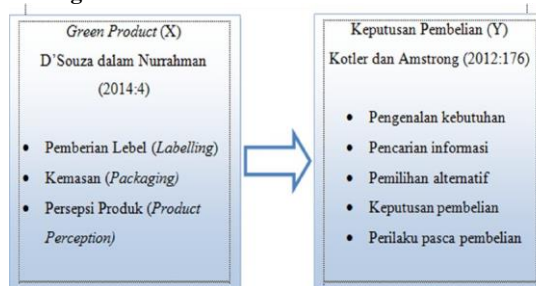 Green Product (X)
D'Souza dalam Nurrahman
(2014:4)
• Pemberian Lebel (Labelling)
• Kemasan (Packaging)
• Persepsi Produk (Product
Perception)
Keputusan Pembelian (Y)
Kotler dan Amstrong (2012:176)
• Pengenalan kebutuhan
• Pencarian informasi
• Pemilihan alternatif
• Keputusan pembelian
• Perilaku pasca pembelian